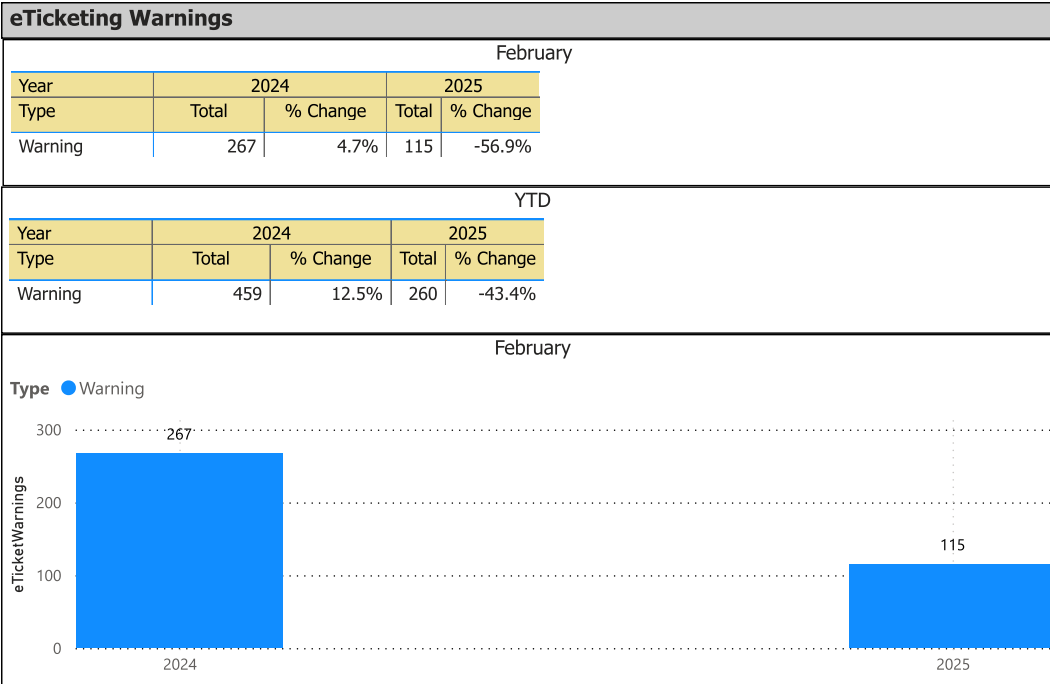 eTicketing Warnings
February
Year 2024 2025
Type Total % Change Total % Change
Warning 267 4.7% 115 -56.9%
YTD
Year 2024 2025
Type Total % Change Total % Change
Warning 459 12.5% 260 -43.4%
February
Type Warning
300
267
200
115
100
0
eTicketWarnings
2024 2025